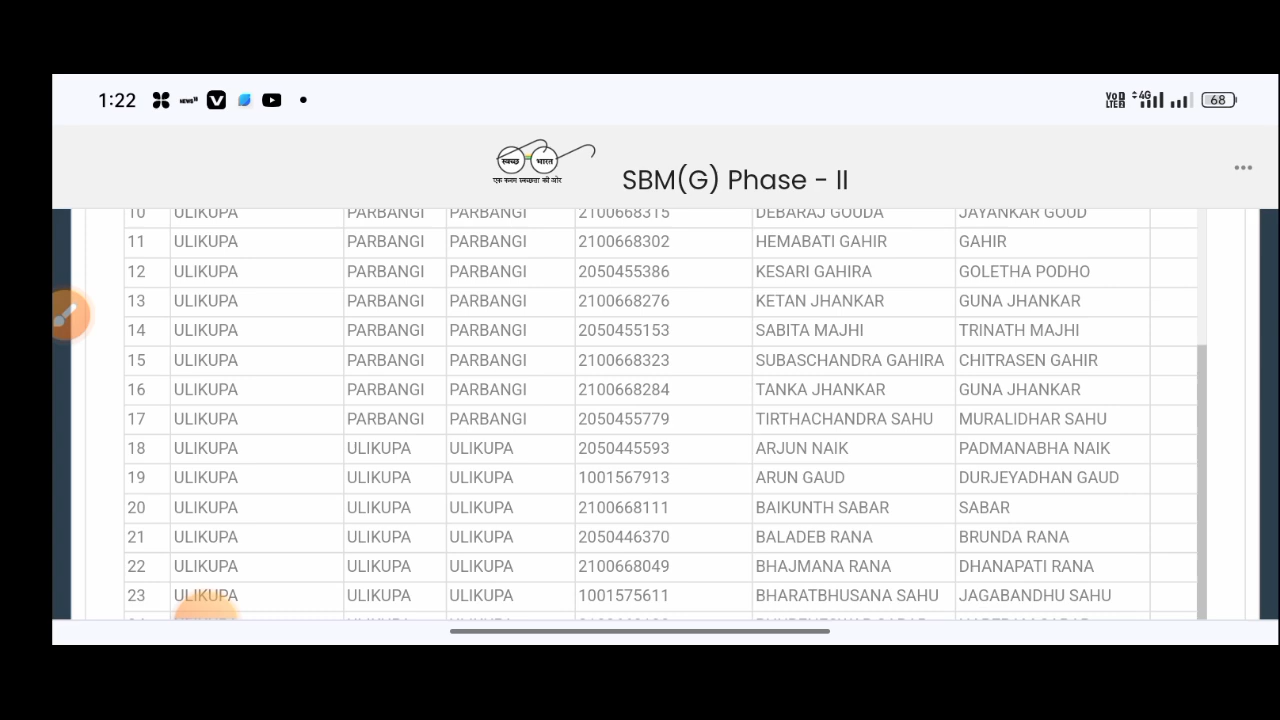 1:22 NEWS VoD LTE2 4G 68
स्वच्छ भारत
एक कदम स्वच्छता की ओर
SBM(G) Phase - II
10 ULIKUPA PARBANGI PARBANGI 2100668315 DEBARAJ GOUDA JAYANKAR GOUD
11 ULIKUPA PARBANGI PARBANGI 2100668302 HEMABATI GAHIR GAHIR
12 ULIKUPA PARBANGI PARBANGI 2050455386 KESARI GAHIRA GOLETHA PODHO
13 ULIKUPA PARBANGI PARBANGI 2100668276 KETAN JHANKAR GUNA JHANKAR
14 ULIKUPA PARBANGI PARBANGI 2050455153 SABITA MAJHI TRINATH MAJHI
15 ULIKUPA PARBANGI PARBANGI 2100668323 SUBASCHANDRA GAHIRA CHITRASEN GAHIR
16 ULIKUPA PARBANGI PARBANGI 2100668284 TANKA JHANKAR GUNA JHANKAR
17 ULIKUPA PARBANGI PARBANGI 2050455779 TIRTHACHANDRA SAHU MURALIDHAR SAHU
18 ULIKUPA ULIKUPA ULIKUPA 2050445593 ARJUN NAIK PADMANABHA NAIK
19 ULIKUPA ULIKUPA ULIKUPA 1001567913 ARUN GAUD DURJEYADHAN GAUD
20 ULIKUPA ULIKUPA ULIKUPA 2100668111 BAIKUNTH SABAR SABAR
21 ULIKUPA ULIKUPA ULIKUPA 2050446370 BALADEB RANA BRUNDA RANA
22 ULIKUPA ULIKUPA ULIKUPA 2100668049 BHAJMANA RANA DHANAPATI RANA
23 ULIKUPA ULIKUPA ULIKUPA 1001575611 BHARATBHUSANA SAHU JAGABANDHU SAHU